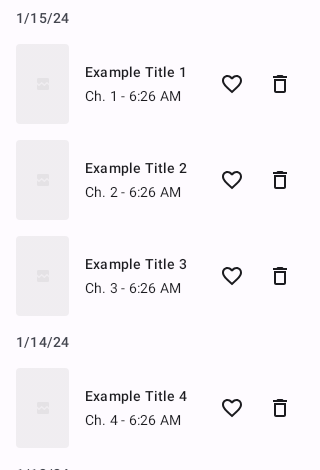 1/15/24
Example Title 1
Ch. 1 - 6:26 AM
Example Title 2
Ch. 2 - 6:26 AM
Example Title 3
Ch. 3 - 6:26 AM
1/14/24
Example Title 4
Ch. 4 - 6:26 AM